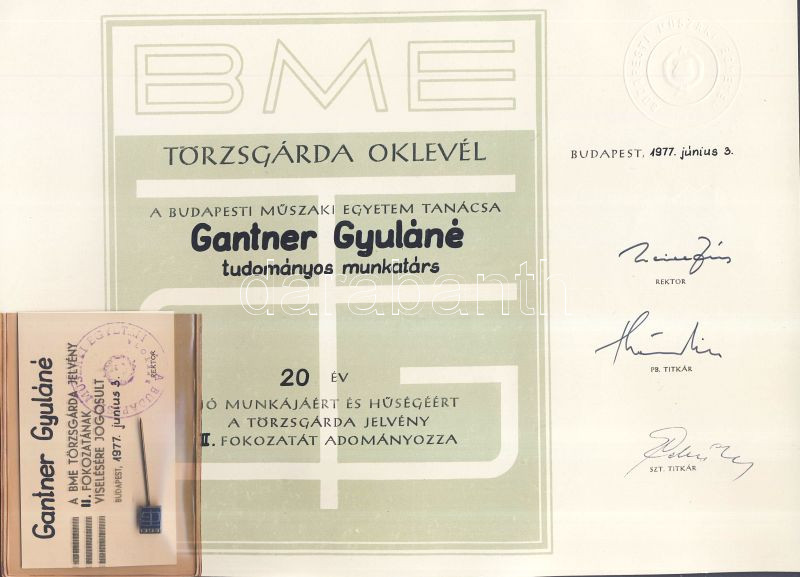 BME
TÖRZSGÁRDA OKLEVÉL
A BUDAPESTI MŰSZAKI EGYETEM TANÁCSA
Gantner Gyuláné
tudományos munkatárs
20 ÉV
JÓ MUNKÁJÁÉRT ÉS HŰSÉGÉÉRT
A TÖRZSGÁRDA JELVÉNY
II. FOKOZATÁT ADOMÁNYOZZA
BUDAPEST, 1977. június 3.
REKTOR
PB. TITKÁR
SZT. TITKÁR
Gantner Gyuláné
A BME TÖRZSGÁRDA JELVÉNY
II. FOKOZATÁNAK
VISELÉSÉRE JOGOSULT
BUDAPEST, 1977. június 3.
REKTOR
darabanth